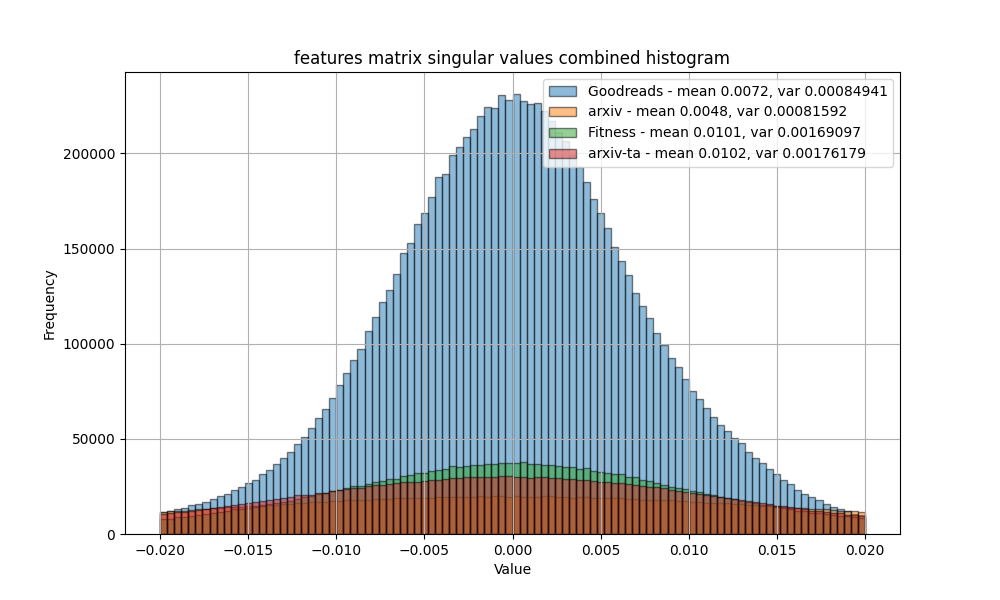 features matrix singular values combined histogram
Goodreads - mean 0.0072, var 0.00084941
arxiv - mean 0.0048, var 0.00081592
Fitness - mean 0.0101, var 0.00169097
arxiv-ta - mean 0.0102, var 0.00176179
Frequency
200000
150000
100000
50000
0
−0.020 −0.015 −0.010 −0.005 0.000 0.005 0.010 0.015 0.020
Value